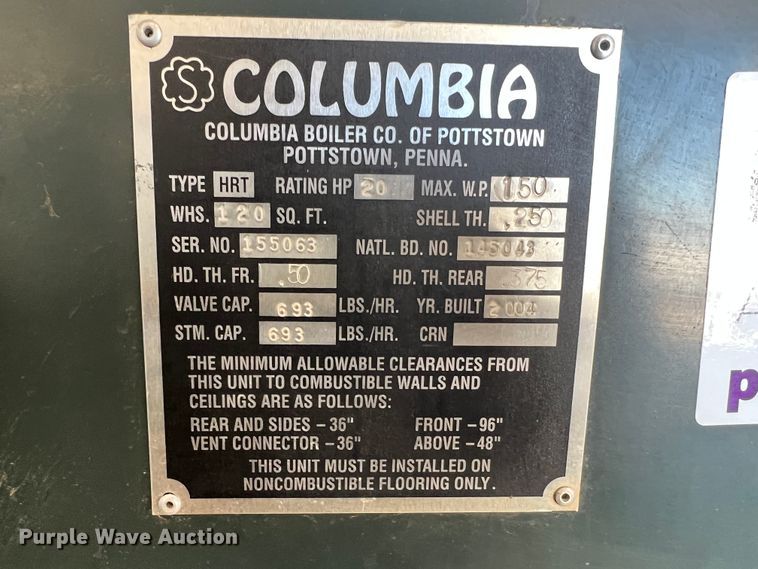 S COLUMBIA
COLUMBIA BOILER CO. OF POTTSTOWN
POTTSTOWN, PENNA.
TYPE HRT RATING HP 20 MAX. W.P. 150
WHS. 120 SQ. FT. SHELL TH. .250
SER. NO. 155063 NATL. BD. NO.
HD. TH. FR. .50 HD. TH. REAR .375
VALVE CAP. 693 LBS./HR. YR. BUILT 2004
STM. CAP. 693 LBS./HR. CRN
THE MINIMUM ALLOWABLE CLEARANCES FROM
THIS UNIT TO COMBUSTIBLE WALLS AND
CEILINGS ARE AS FOLLOWS:
REAR AND SIDES – 36" FRONT – 96"
VENT CONNECTOR – 36" ABOVE – 48"
THIS UNIT MUST BE INSTALLED ON
NONCOMBUSTIBLE FLOORING ONLY.
p
Purple Wave Auction